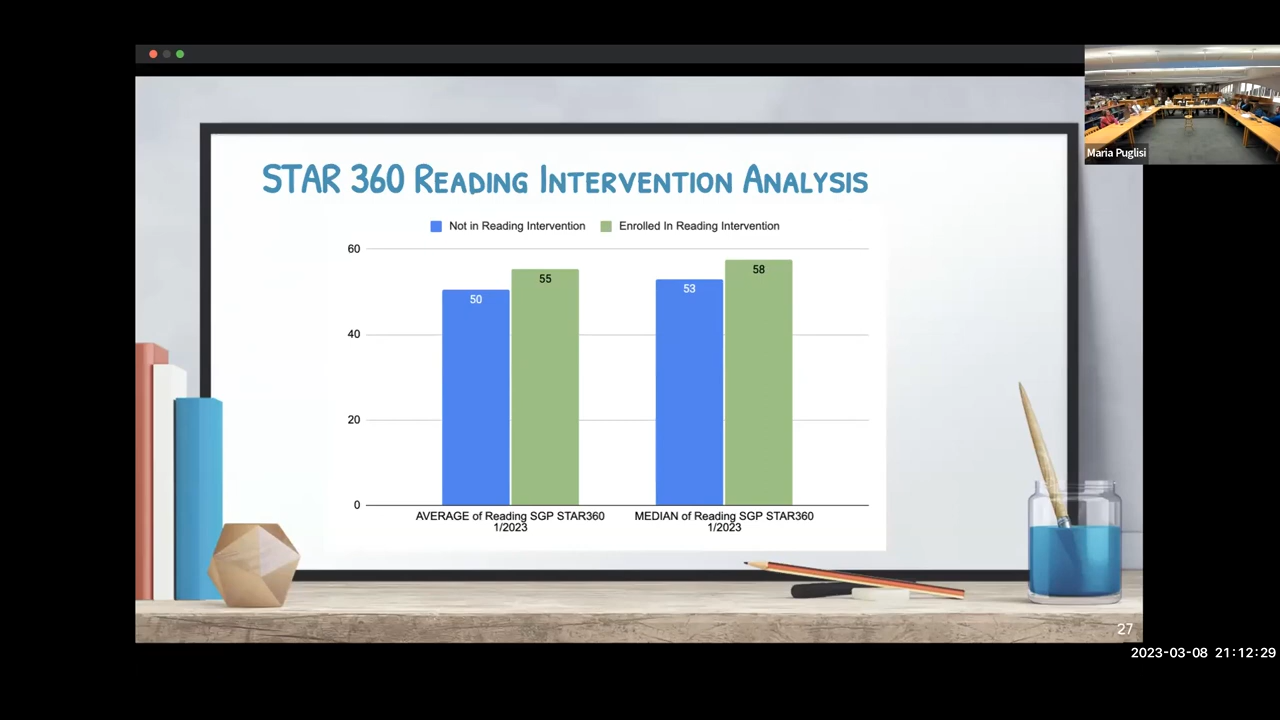 Maria Puglisi
STAR 360 Reading Intervention Analysis
Not in Reading Intervention
Enrolled In Reading Intervention
60
40
20
0
50
55
53
58
AVERAGE of Reading SGP STAR360
1/2023
MEDIAN of Reading SGP STAR360
1/2023
27
2023-03-08 21:12:29